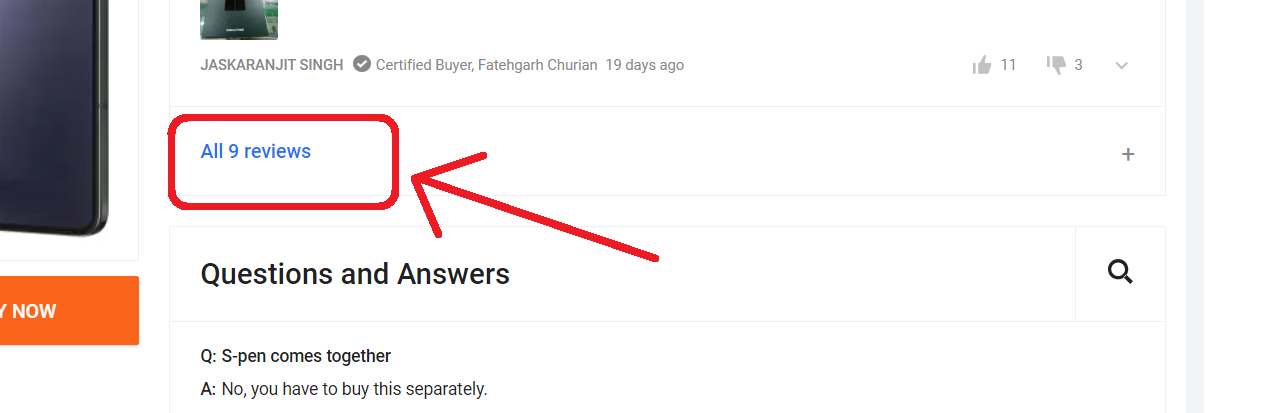 JASKARANJIT SINGH Certified Buyer, Fatehgarh Churian 19 days ago 11 3
All 9 reviews +
Questions and Answers
Y NOW
Q: S-pen comes together
A: No, you have to buy this separately.